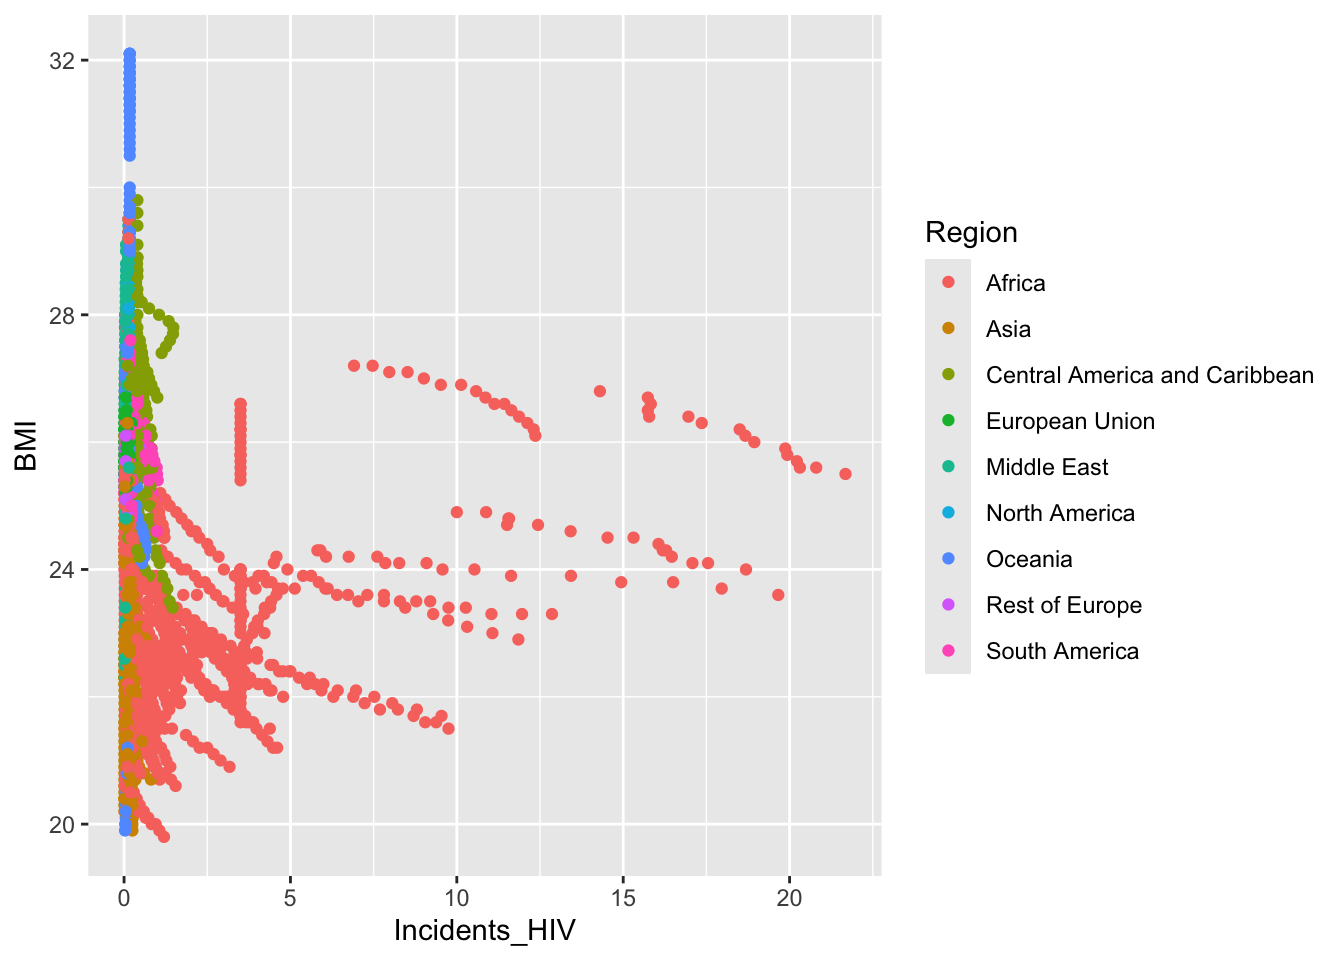 BMI
32
28
24
20
0
5
10
15
20
Incidents_HIV
Region
Africa
Asia
Central America and Caribbean
European Union
Middle East
North America
Oceania
Rest of Europe
South America